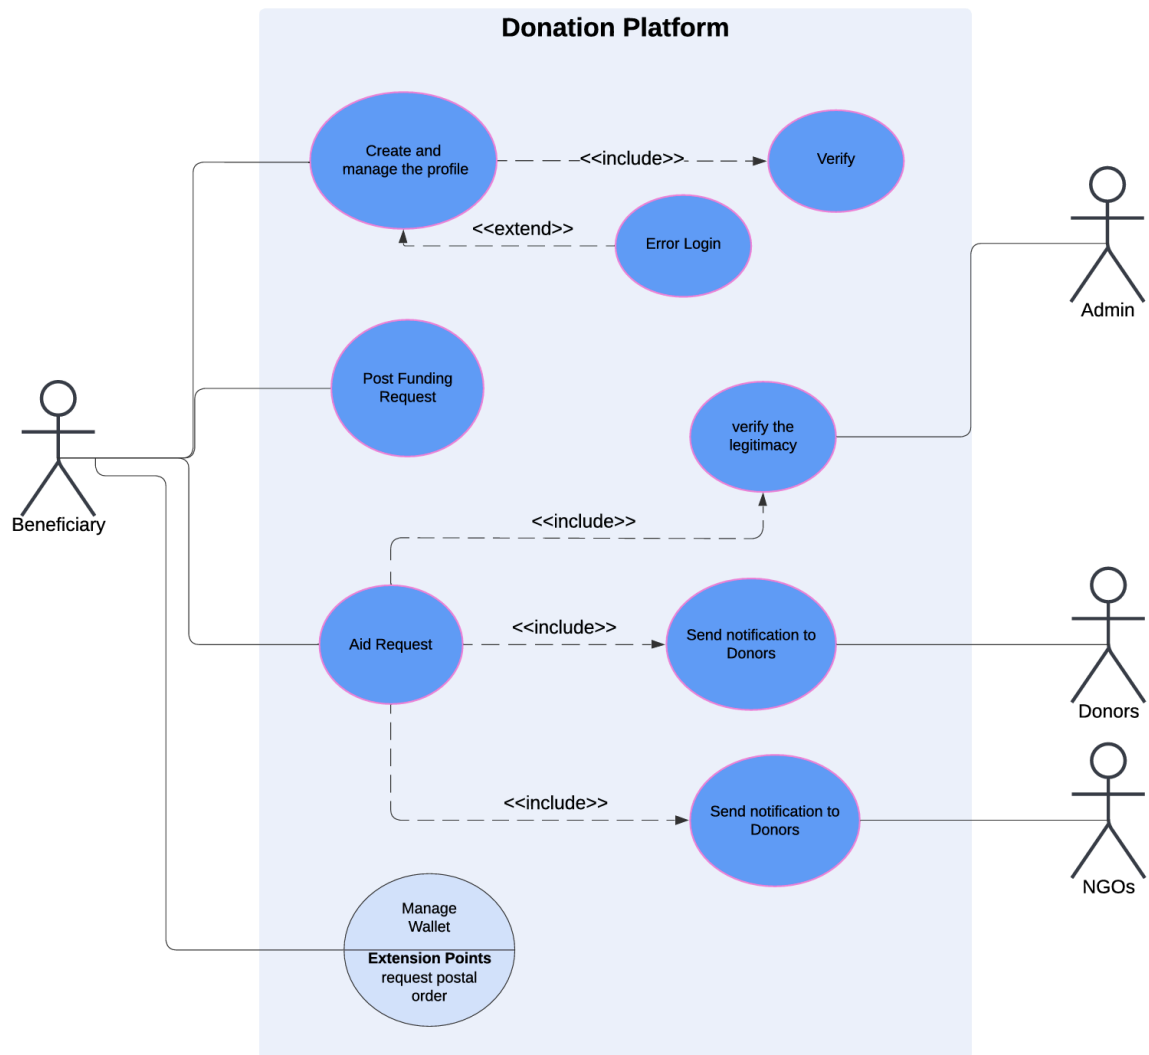 Donation Platform
Create and
manage the profile
<<include>>
Verify
<<extend>>
Error Login
Admin
Post Funding
Request
verify the
legitimacy
Beneficiary
<<include>>
Aid Request
<<include>>
Send notification to
Donors
Donors
<<include>>
Send notification to
Donors
NGOs
Manage
Wallet
Extension Points
request postal
order